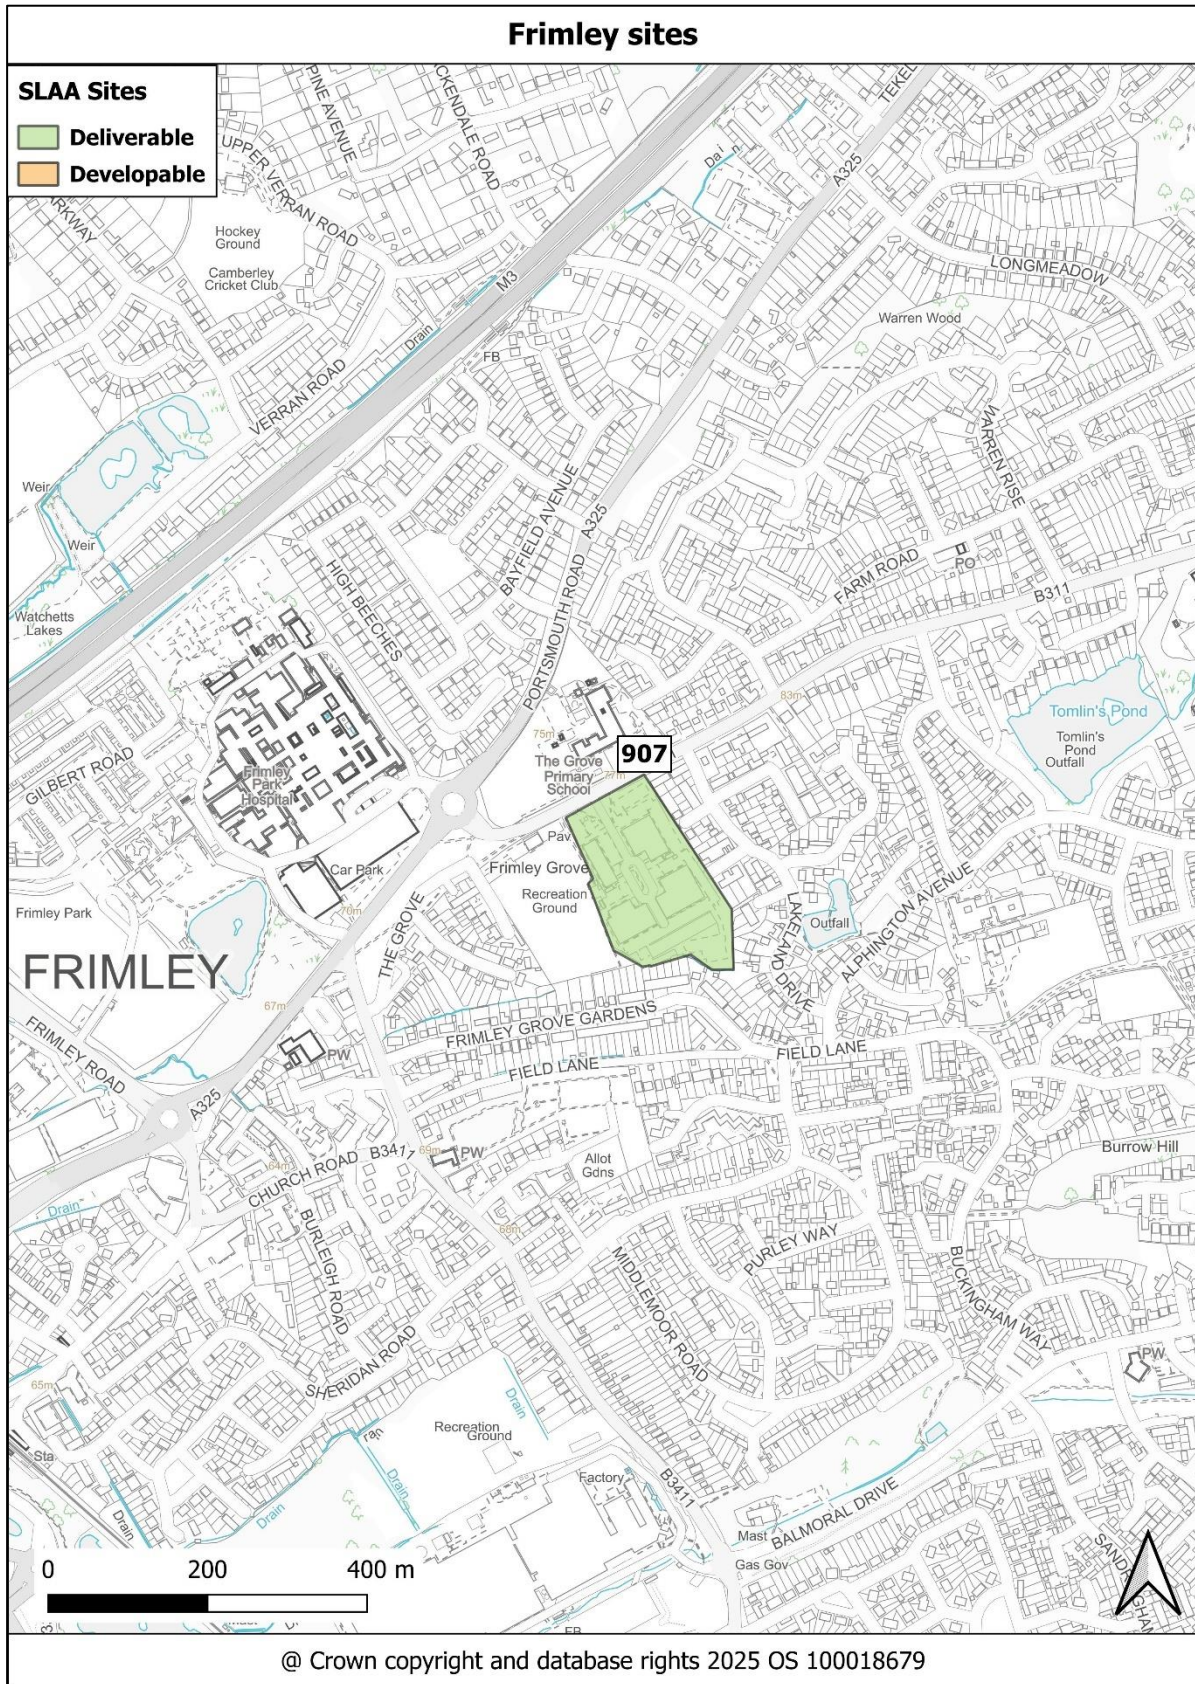 Frimley sites
SLAA Sites
Deliverable
Developable
PINE AVENUE
UPPER VERRAN ROAD
Hockey
Ground
Camberley
Cricket Club
M3
Drain
FB
VERRAN ROAD
A325
LONGMEADOW
Warren Wood
WARREN RISE
Weir
Weir
Watchetts
Lakes
HIGH BEECHES
BAYFIELD AVENUE
PORTSMOUTH ROAD
A325
FARM ROAD
PO
B311
GILBERT ROAD
Frimley
Park
Hospital
Car Park
75m
The Grove
Primary
School
907
77m
83m
Tomlin's Pond
Tomlin's
Pond
Outfall
Pav
Frimley Grove
Recreation
Ground
Frimley Park
70m
THE GROVE
LAKELAND DRIVE
Outfall
ALPHINGTON AVENUE
FRIMLEY
67m
FRIMLEY ROAD
PW
FRIMLEY GROVE GARDENS
FIELD LANE
FIELD LANE
A325
CHURCH ROAD
B3411
69m
PW
64m
Allot
Gdns
Burrow Hill
Drain
BURLEIGH ROAD
68m
MIDDLEMOOR ROAD
PURLEY WAY
BUCKINGHAM WAY
PW
SHERIDAN ROAD
65m
Sta
Drain
Drain
Drain
Drain
Recreation
Ground
Factory
B3411
Mast
Gas Gov
BALMORAL DRIVE
0 200 400 m
FB
@ Crown copyright and database rights 2025 OS 100018679